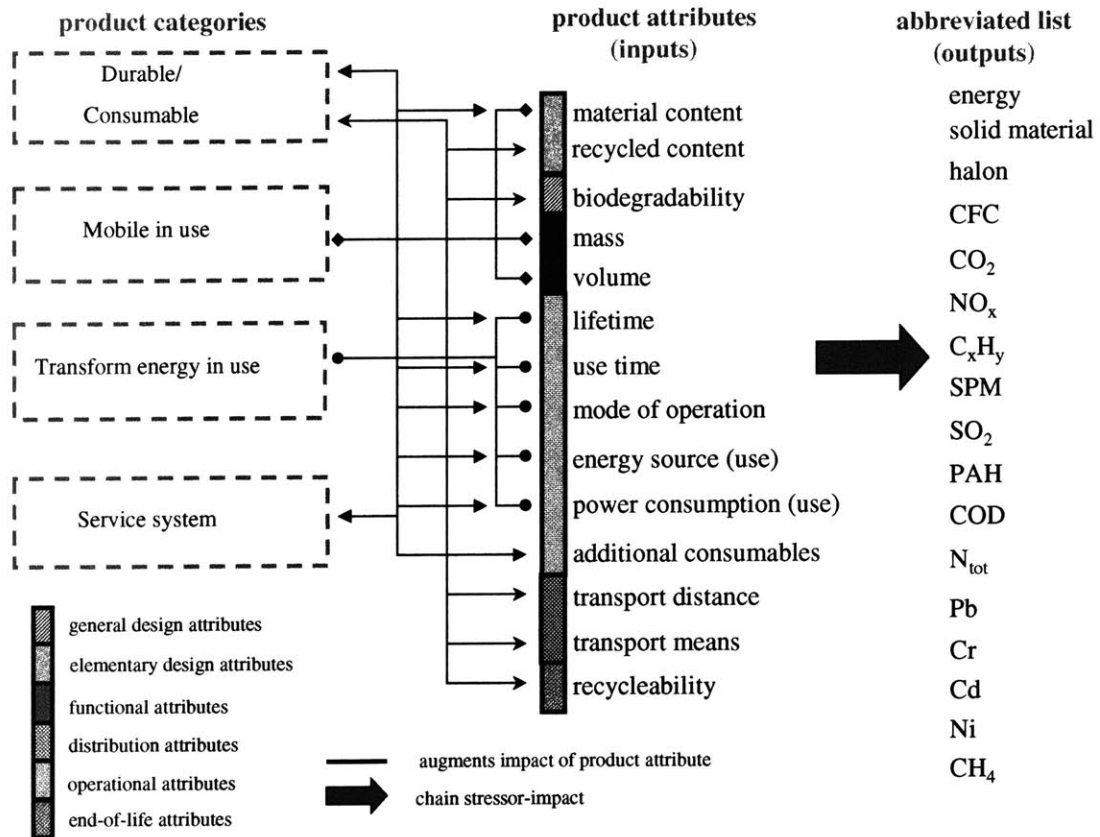 product categories
Durable/
Consumable
Mobile in use
Transform energy in use
Service system
general design attributes
elementary design attributes
functional attributes
distribution attributes
operational attributes
end-of-life attributes
product attributes
(inputs)
material content
recycled content
biodegradability
mass
volume
lifetime
use time
mode of operation
energy source (use)
power consumption (use)
additional consumables
transport distance
transport means
recycleability
augments impact of product attribute
chain stressor-impact
abbreviated list
(outputs)
energy
solid material
halon
CFC
CO₂
NOₓ
CₓHy
SPM
SO₂
PAH
COD
Ntot
Pb
Cr
Cd
Ni
CH₄